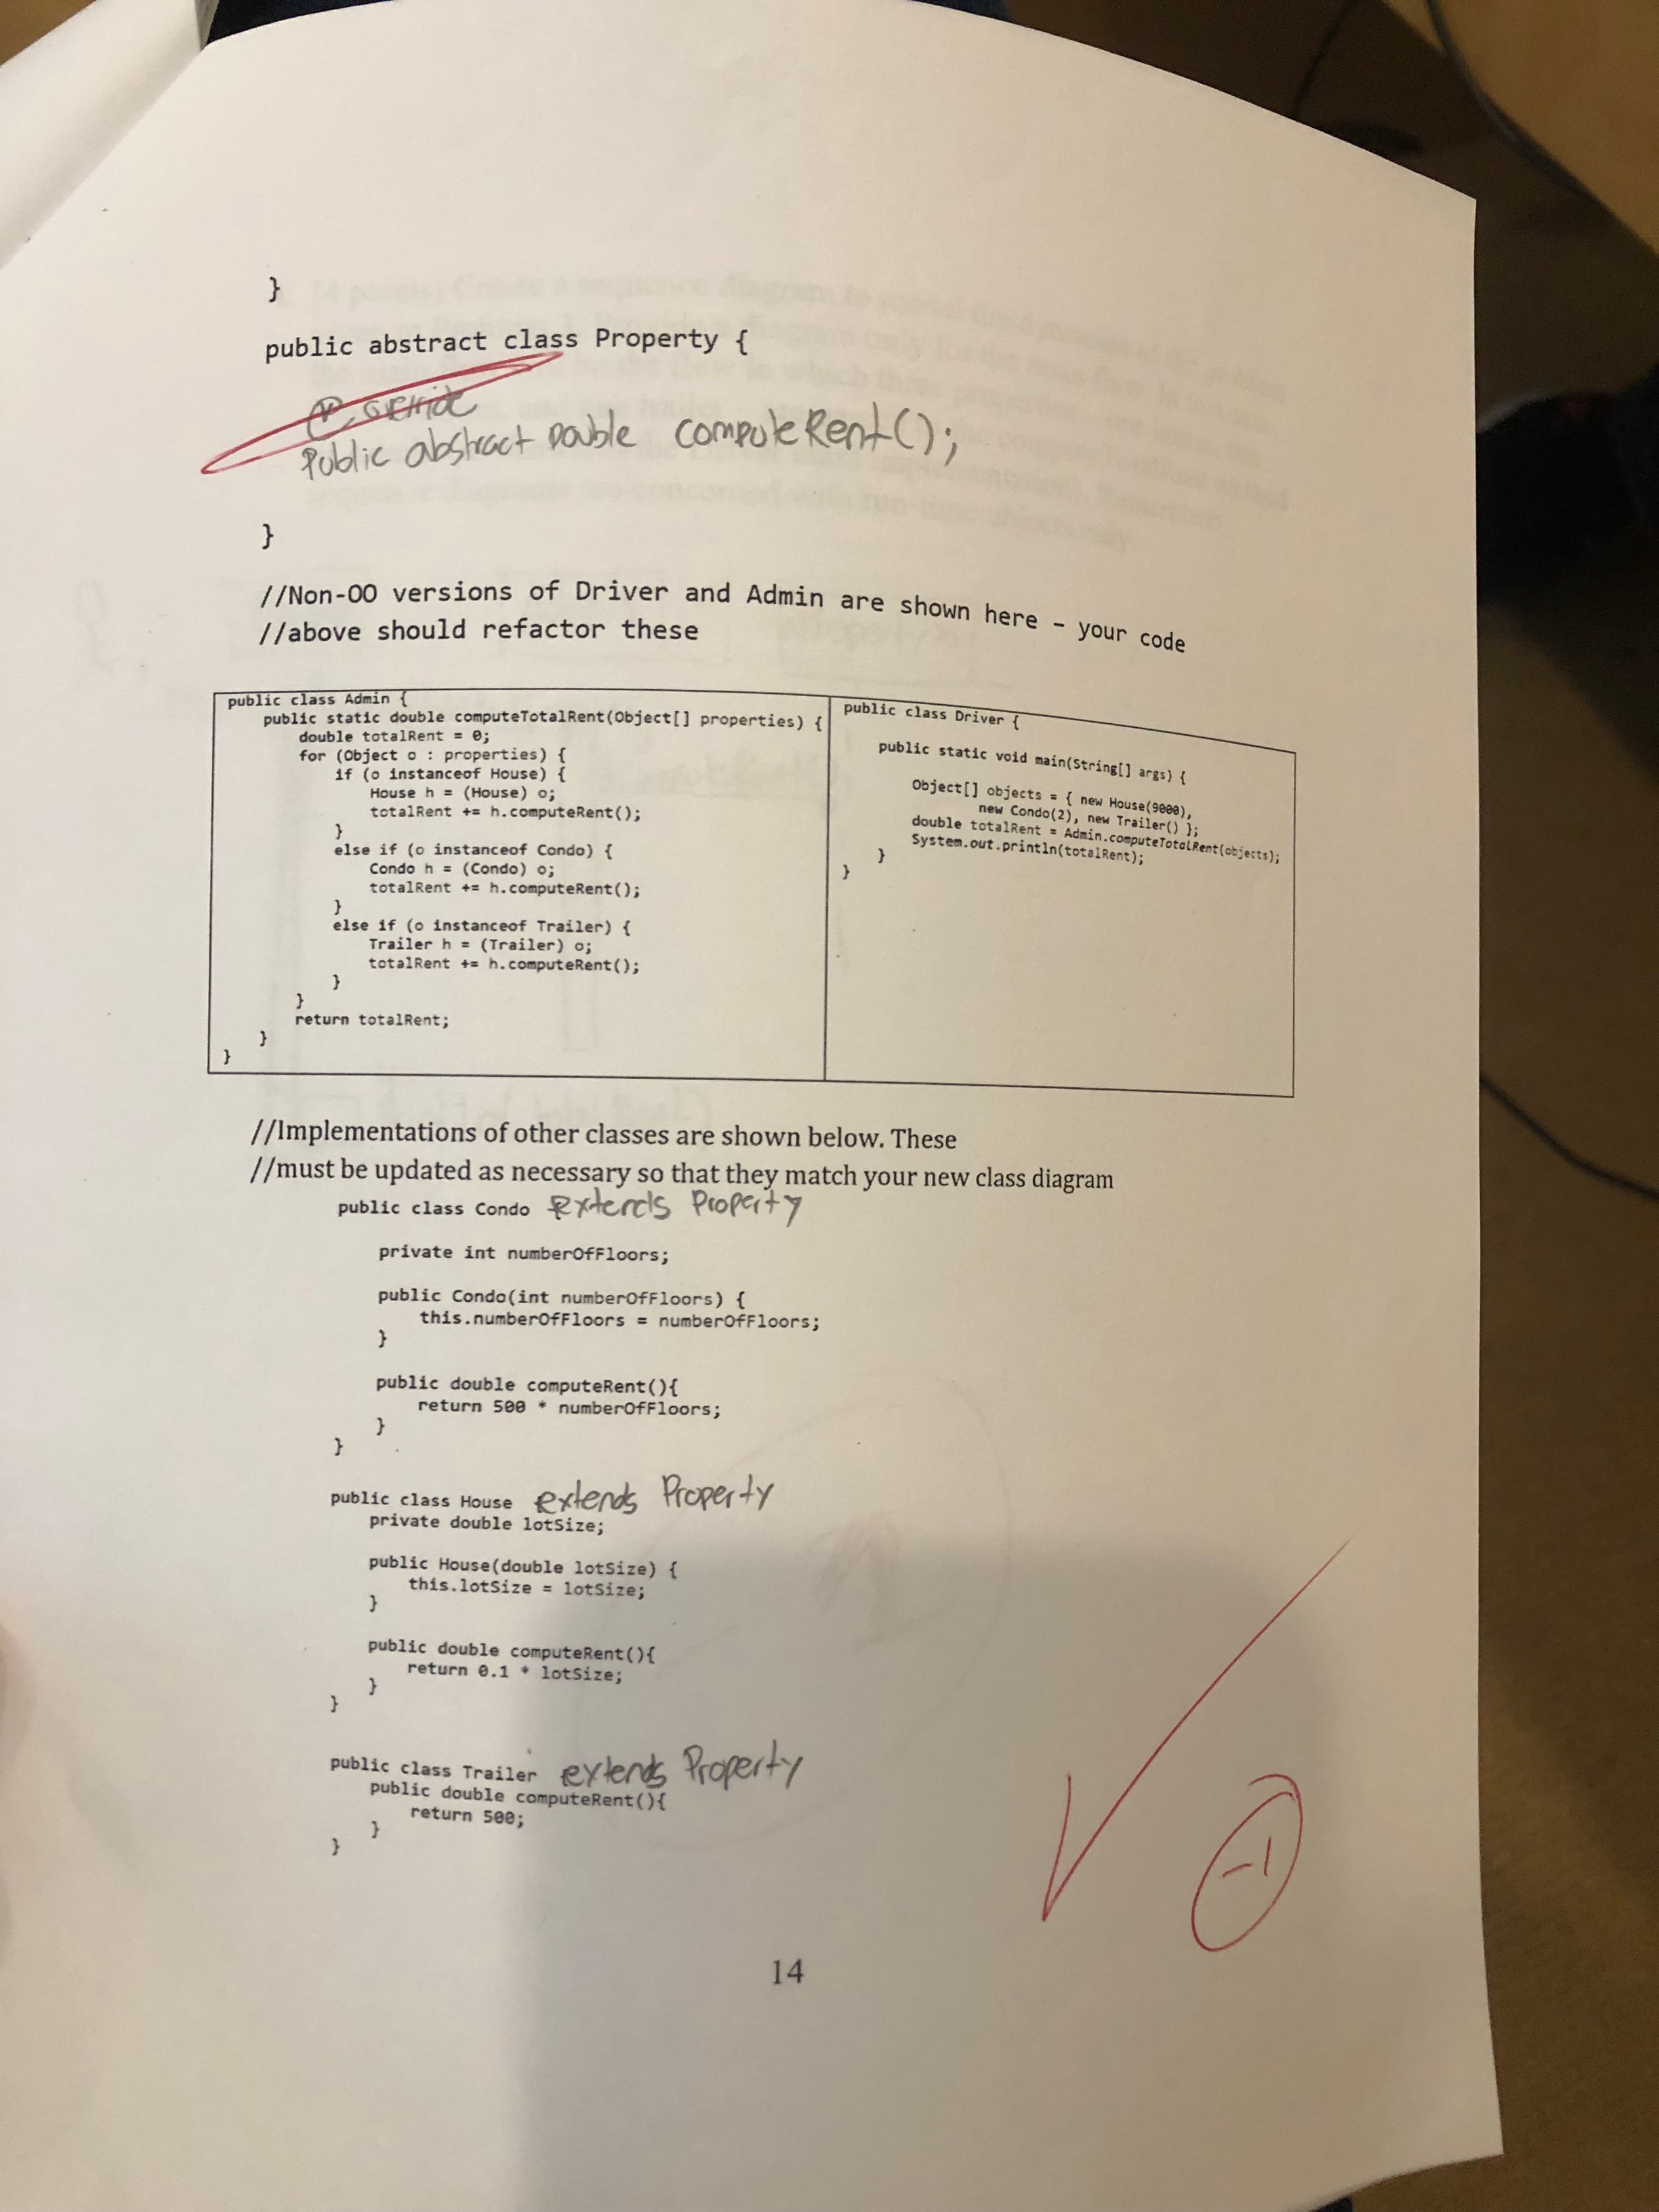 }
public abstract class Property {
@Override
Public abstract Double computeRent();
}
//Non-OO versions of Driver and Admin are shown here – your code
//above should refactor these
public class Admin {
public static double computeTotalRent(Object[] properties) {
double totalRent = 0;
for (Object o : properties) {
if (o instanceof House) {
House h = (House) o;
totalRent += h.computeRent();
}
else if (o instanceof Condo) {
Condo h = (Condo) o;
totalRent += h.computeRent();
}
else if (o instanceof Trailer) {
Trailer h = (Trailer) o;
totalRent += h.computeRent();
}
}
return totalRent;
}
}
public class Driver {
public static void main(String[] args) {
Object[] objects = { new House(9000),
new Condo(2), new Trailer() };
double totalRent = Admin.computeTotalRent(objects);
System.out.println(totalRent);
}
}
//Implementations of other classes are shown below. These
//must be updated as necessary so that they match your new class diagram
public class Condo Extends Property
private int numberOfFloors;
public Condo(int numberOfFloors) {
this.numberOfFloors = numberOfFloors;
}
public double computeRent(){
return 500 * numberOfFloors;
}
}
public class House extends Property
private double lotSize;
public House(double lotSize) {
this.lotSize = lotSize;
}
public double computeRent(){
return 0.1 * lotSize;
}
}
public class Trailer extends Property
public double computeRent(){
return 500;
}
}
-1
14